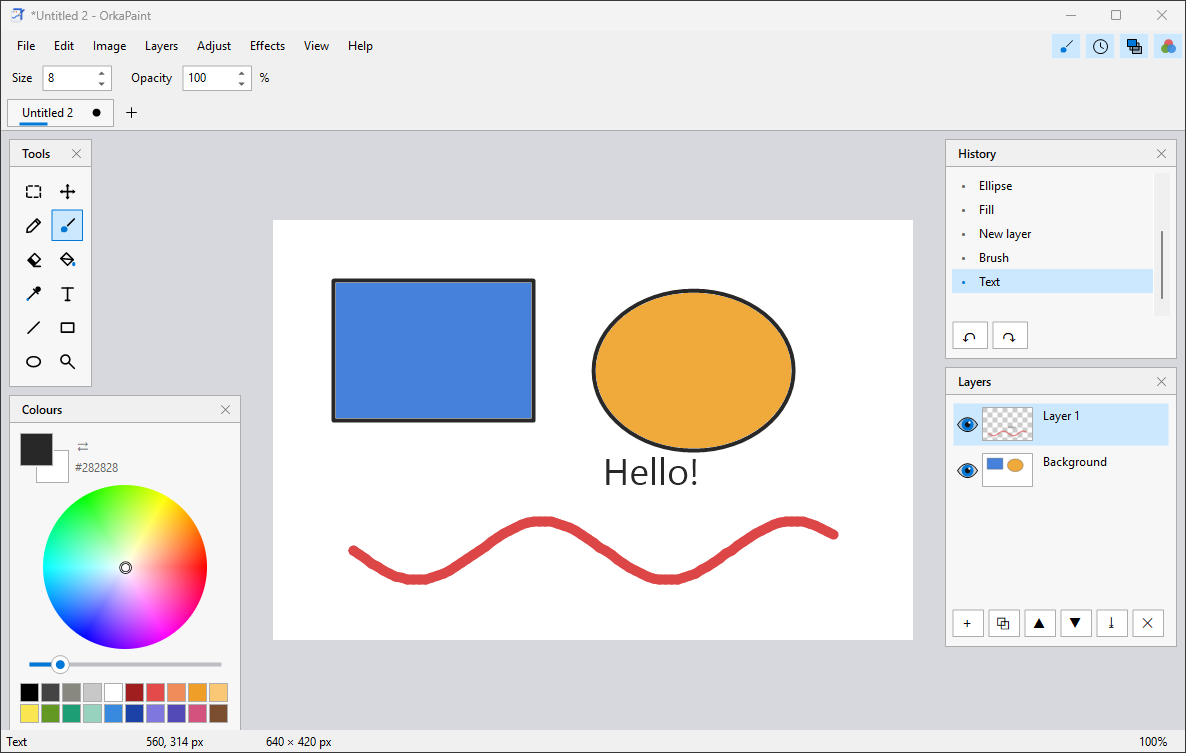 *Untitled 2 - OrkaPaint
File Edit Image Layers Adjust Effects View Help
Size 8 Opacity 100 %
Untitled 2
Tools
Colours
#282828
Hello!
History
Ellipse
Fill
New layer
Brush
Text
Layers
Layer 1
Background
Text 560, 314 px 640 × 420 px 100%